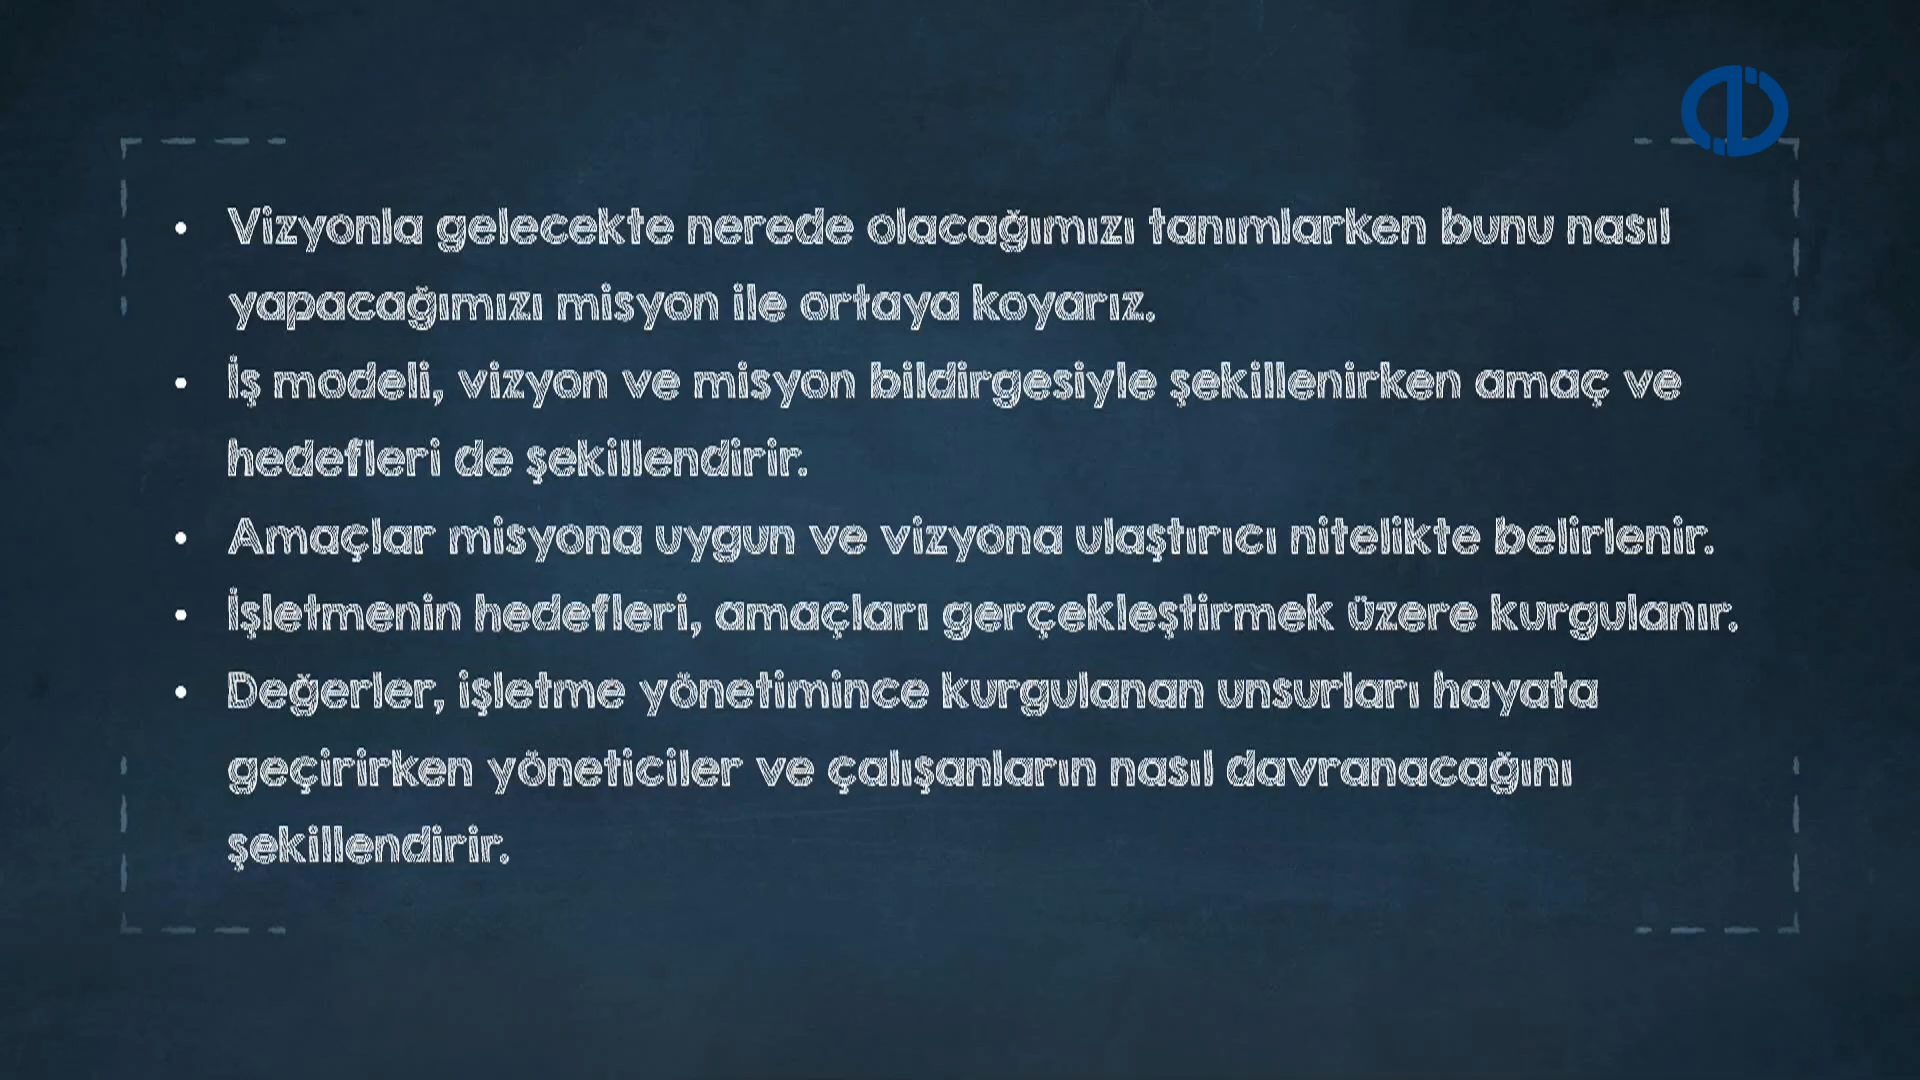 • Vizyonla gelecekte nerede olacağımızı tanımlarken bunu nasıl
yapacağımızı misyon ile ortaya koyarız.
• İş modeli, vizyon ve misyon bildirgesiyle şekillenirken amaç ve
hedefleri de şekillendirir.
• Amaçlar misyona uygun ve vizyona ulaştırıcı nitelikte belirlenir.
• İşletmenin hedefleri, amaçları gerçekleştirmek üzere kurgulanır.
• Değerler, işletme yönetimince kurgulanan unsurları hayata
geçirirken yöneticiler ve çalışanların nasıl davranacağını
şekillendirir.